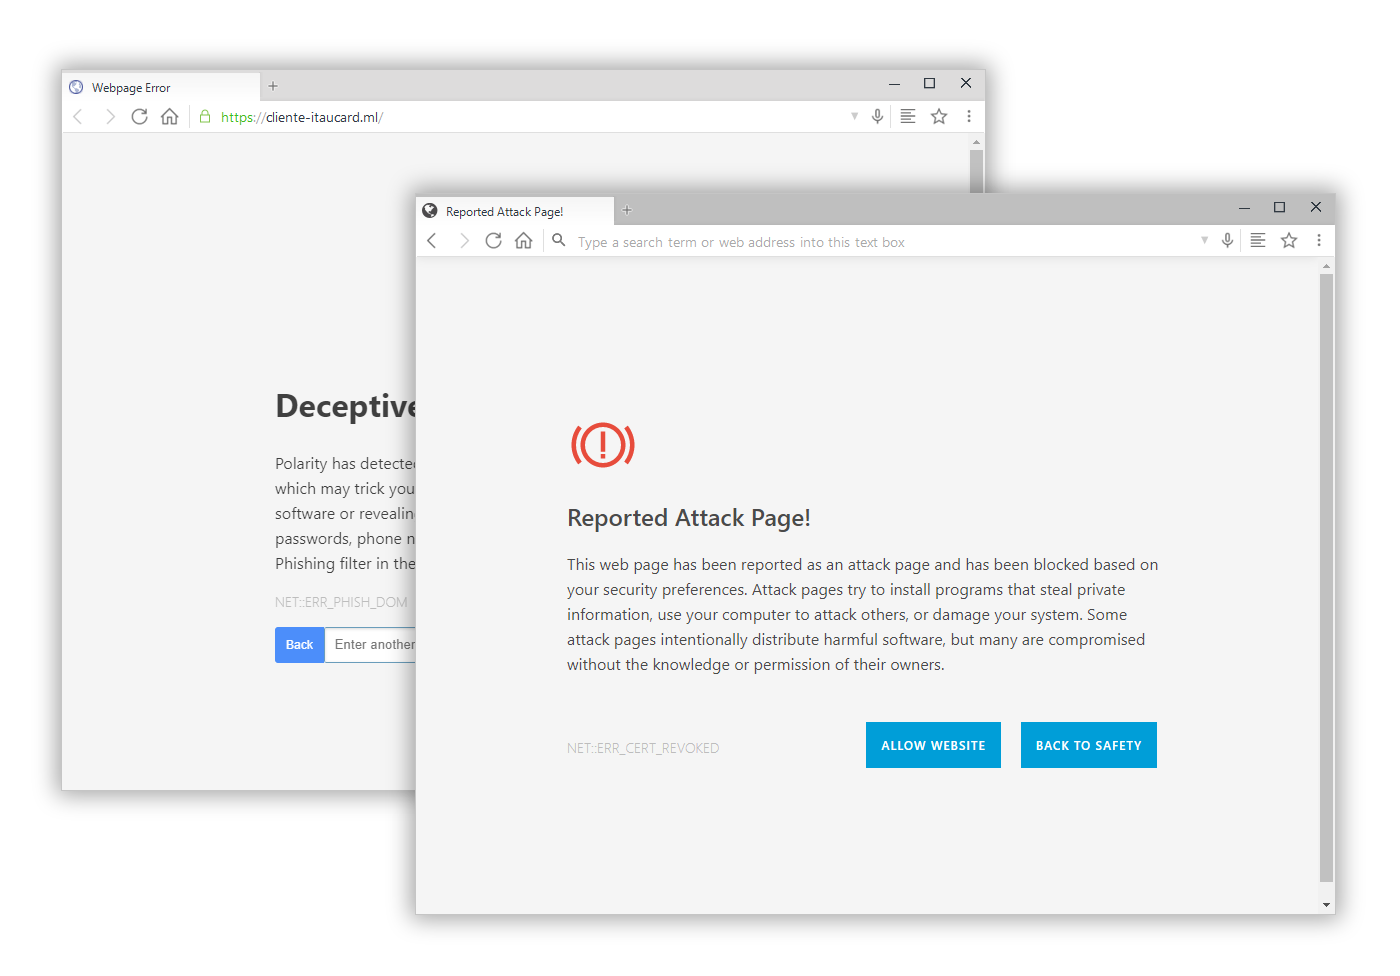 Webpage Error
https://cliente-itaucard.ml/
Deceptive
Polarity has detected
which may trick you
software or revealing
passwords, phone n
Phishing filter in the
NET::ERR_PHISH_DOM
Back
Enter another
Reported Attack Page!
Type a search term or web address into this text box
Reported Attack Page!
This web page has been reported as an attack page and has been blocked based on
your security preferences. Attack pages try to install programs that steal private
information, use your computer to attack others, or damage your system. Some
attack pages intentionally distribute harmful software, but many are compromised
without the knowledge or permission of their owners.
NET::ERR_CERT_REVOKED
ALLOW WEBSITE
BACK TO SAFETY